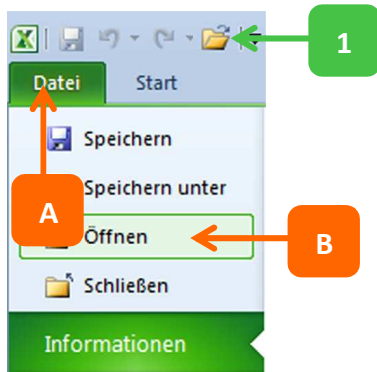 1
Datei Start
Speichern
A Speichern unter
Öffnen B
Schließen
Informationen